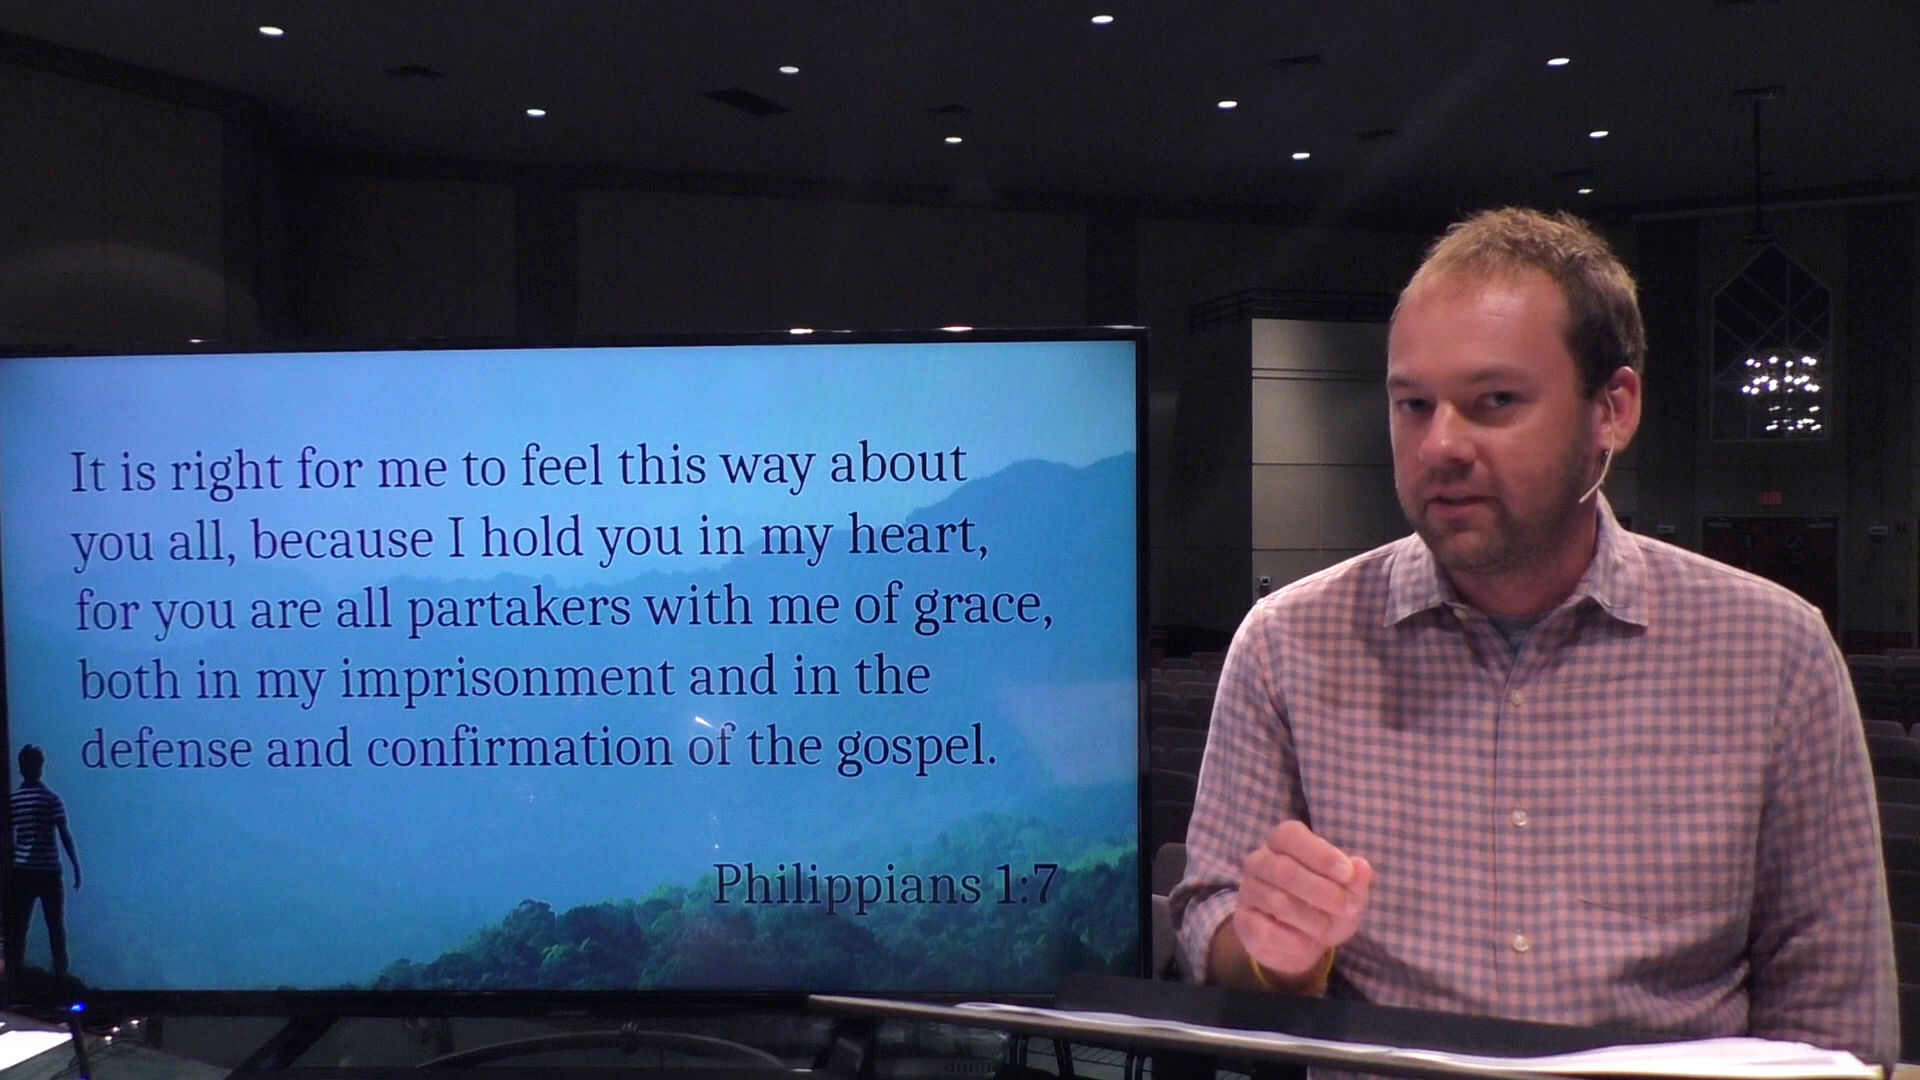 It is right for me to feel this way about
you all, because I hold you in my heart,
for you are all partakers with me of grace,
both in my imprisonment and in the
defense and confirmation of the gospel.
Philippians 1:7